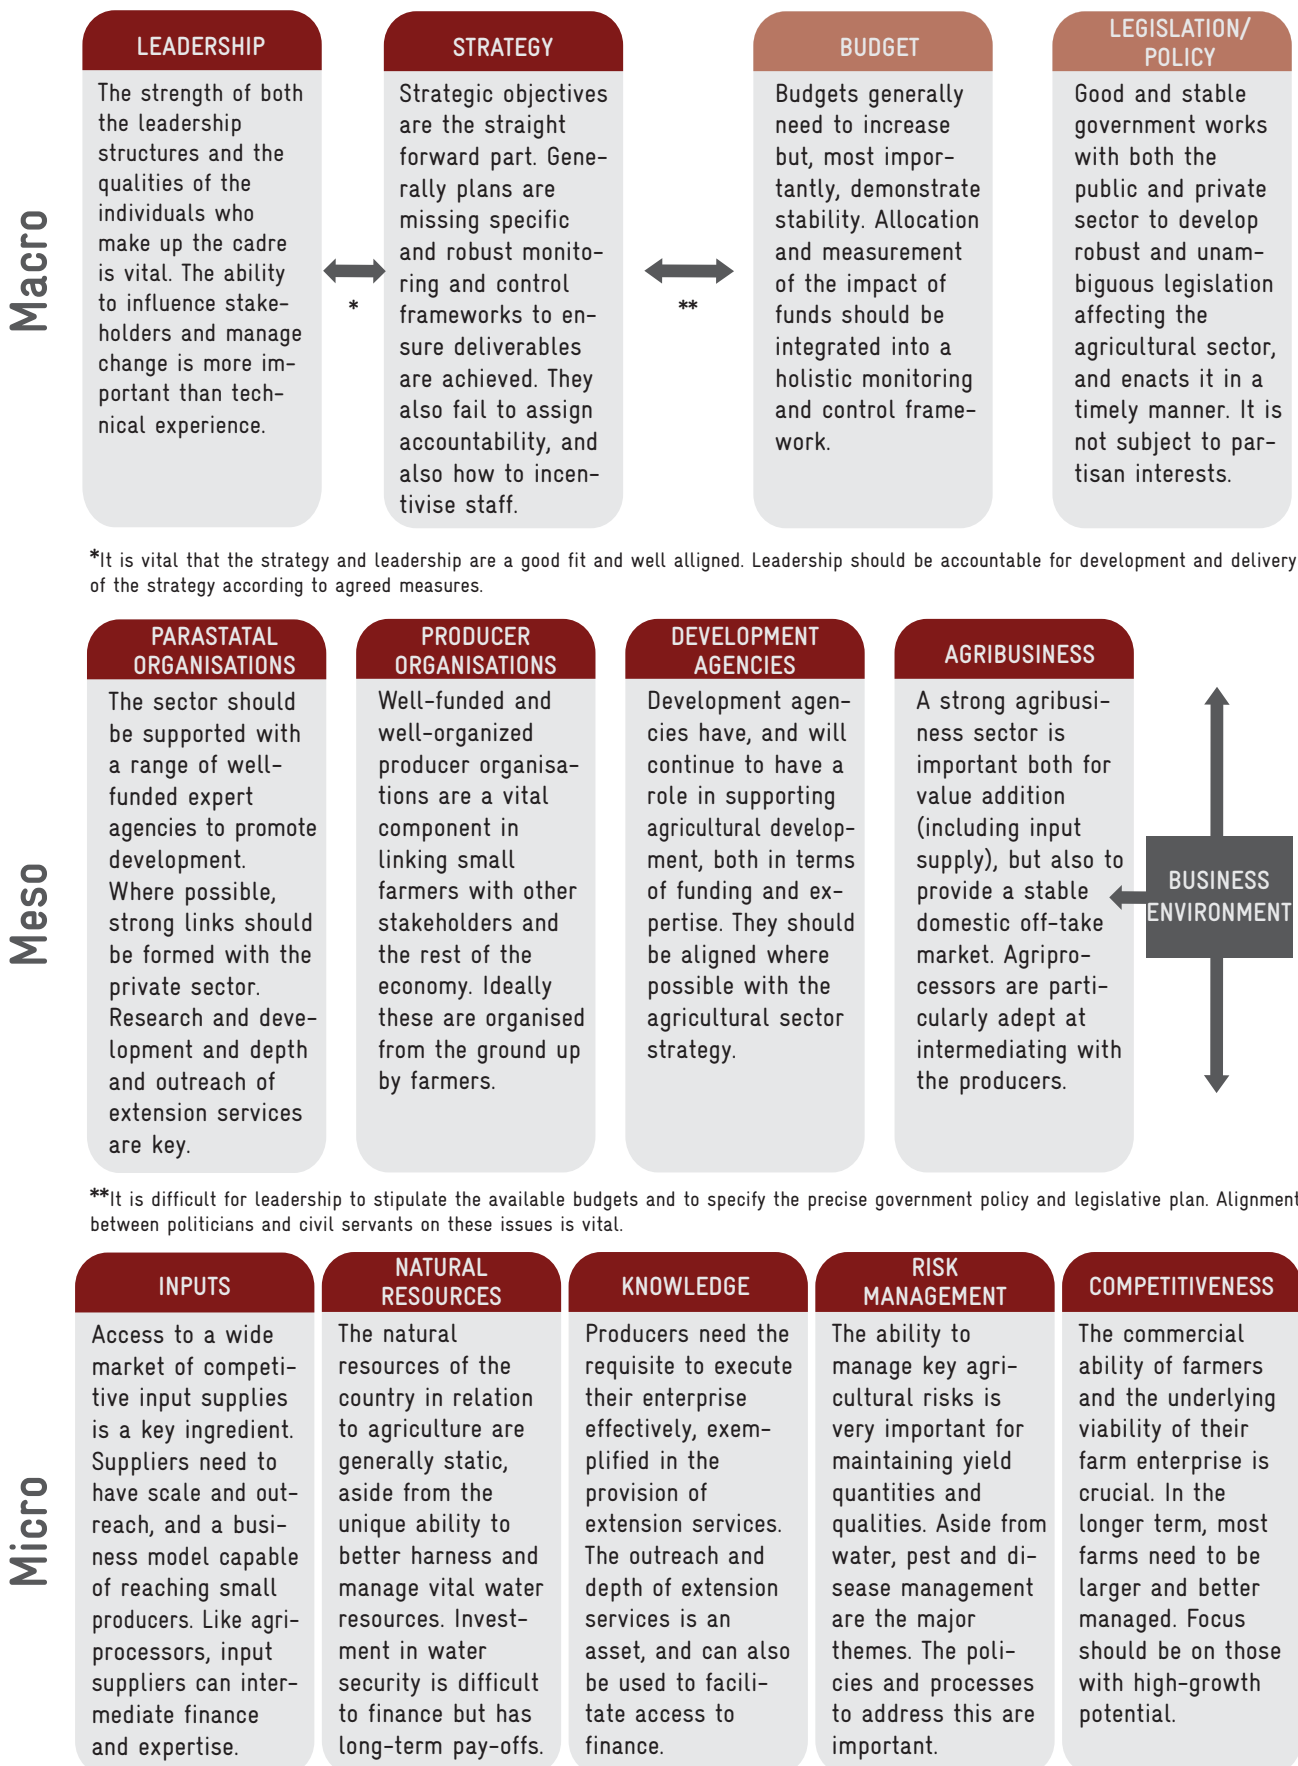 Macro
LEADERSHIP
The strength of both
the leadership
structures and the
qualities of the
individuals who
make up the cadre
is vital. The ability
to influence stake-
holders and manage
change is more im-
portant than tech-
nical experience.
*
STRATEGY
Strategic objectives
are the straight
forward part. Gene-
rally plans are
missing specific
and robust monito-
ring and control
frameworks to en-
sure deliverables
are achieved. They
also fail to assign
accountability, and
also how to incen-
tivise staff.
**
BUDGET
Budgets generally
need to increase
but, most impor-
tantly, demonstrate
stability. Allocation
and measurement
of the impact of
funds should be
integrated into a
holistic monitoring
and control frame-
work.
LEGISLATION/
POLICY
Good and stable
government works
with both the
public and private
sector to develop
robust and unam-
biguous legislation
affecting the
agricultural sector,
and enacts it in a
timely manner. It is
not subject to par-
tisan interests.
*It is vital that the strategy and leadership are a good fit and well alligned. Leadership should be accountable for development and delivery
of the strategy according to agreed measures.
Meso
PARASTATAL
ORGANISATIONS
The sector should
be supported with
a range of well-
funded expert
agencies to promote
development.
Where possible,
strong links should
be formed with the
private sector.
Research and deve-
lopment and depth
and outreach of
extension services
are key.
PRODUCER
ORGANISATIONS
Well-funded and
well-organized
producer organisa-
tions are a vital
component in
linking small
farmers with other
stakeholders and
the rest of the
economy. Ideally
these are organised
from the ground up
by farmers.
DEVELOPMENT
AGENCIES
Development agen-
cies have, and will
continue to have a
role in supporting
agricultural develop-
ment, both in terms
of funding and ex-
pertise. They should
be aligned where
possible with the
agricultural sector
strategy.
AGRIBUSINESS
A strong agribusi-
ness sector is
important both for
value addition
(including input
supply), but also to
provide a stable
domestic off-take
market. Agripro-
cessors are parti-
cularly adept at
intermediating with
the producers.
BUSINESS
ENVIRONMENT
**It is difficult for leadership to stipulate the available budgets and to specify the precise government policy and legislative plan. Alignment
between politicians and civil servants on these issues is vital.
Micro
INPUTS
Access to a wide
market of competi-
tive input supplies
is a key ingredient.
Suppliers need to
have scale and out-
reach, and a busi-
ness model capable
of reaching small
producers. Like agri-
processors, input
suppliers can inter-
mediate finance
and expertise.
NATURAL
RESOURCES
The natural
resources of the
country in relation
to agriculture are
generally static,
aside from the
unique ability to
better harness and
manage vital water
resources. Invest-
ment in water
security is difficult
to finance but has
long-term pay-offs.
KNOWLEDGE
Producers need the
requisite to execute
their enterprise
effectively, exem-
plified in the
provision of
extension services.
The outreach and
depth of extension
services is an
asset, and can also
be used to facili-
tate access to
finance.
RISK
MANAGEMENT
The ability to
manage key agri-
cultural risks is
very important for
maintaining yield
quantities and
qualities. Aside from
water, pest and di-
sease management
are the major
themes. The poli-
cies and processes
to address this are
important.
COMPETITIVENESS
The commercial
ability of farmers
and the underlying
viability of their
farm enterprise is
crucial. In the
longer term, most
farms need to be
larger and better
managed. Focus
should be on those
with high-growth
potential.